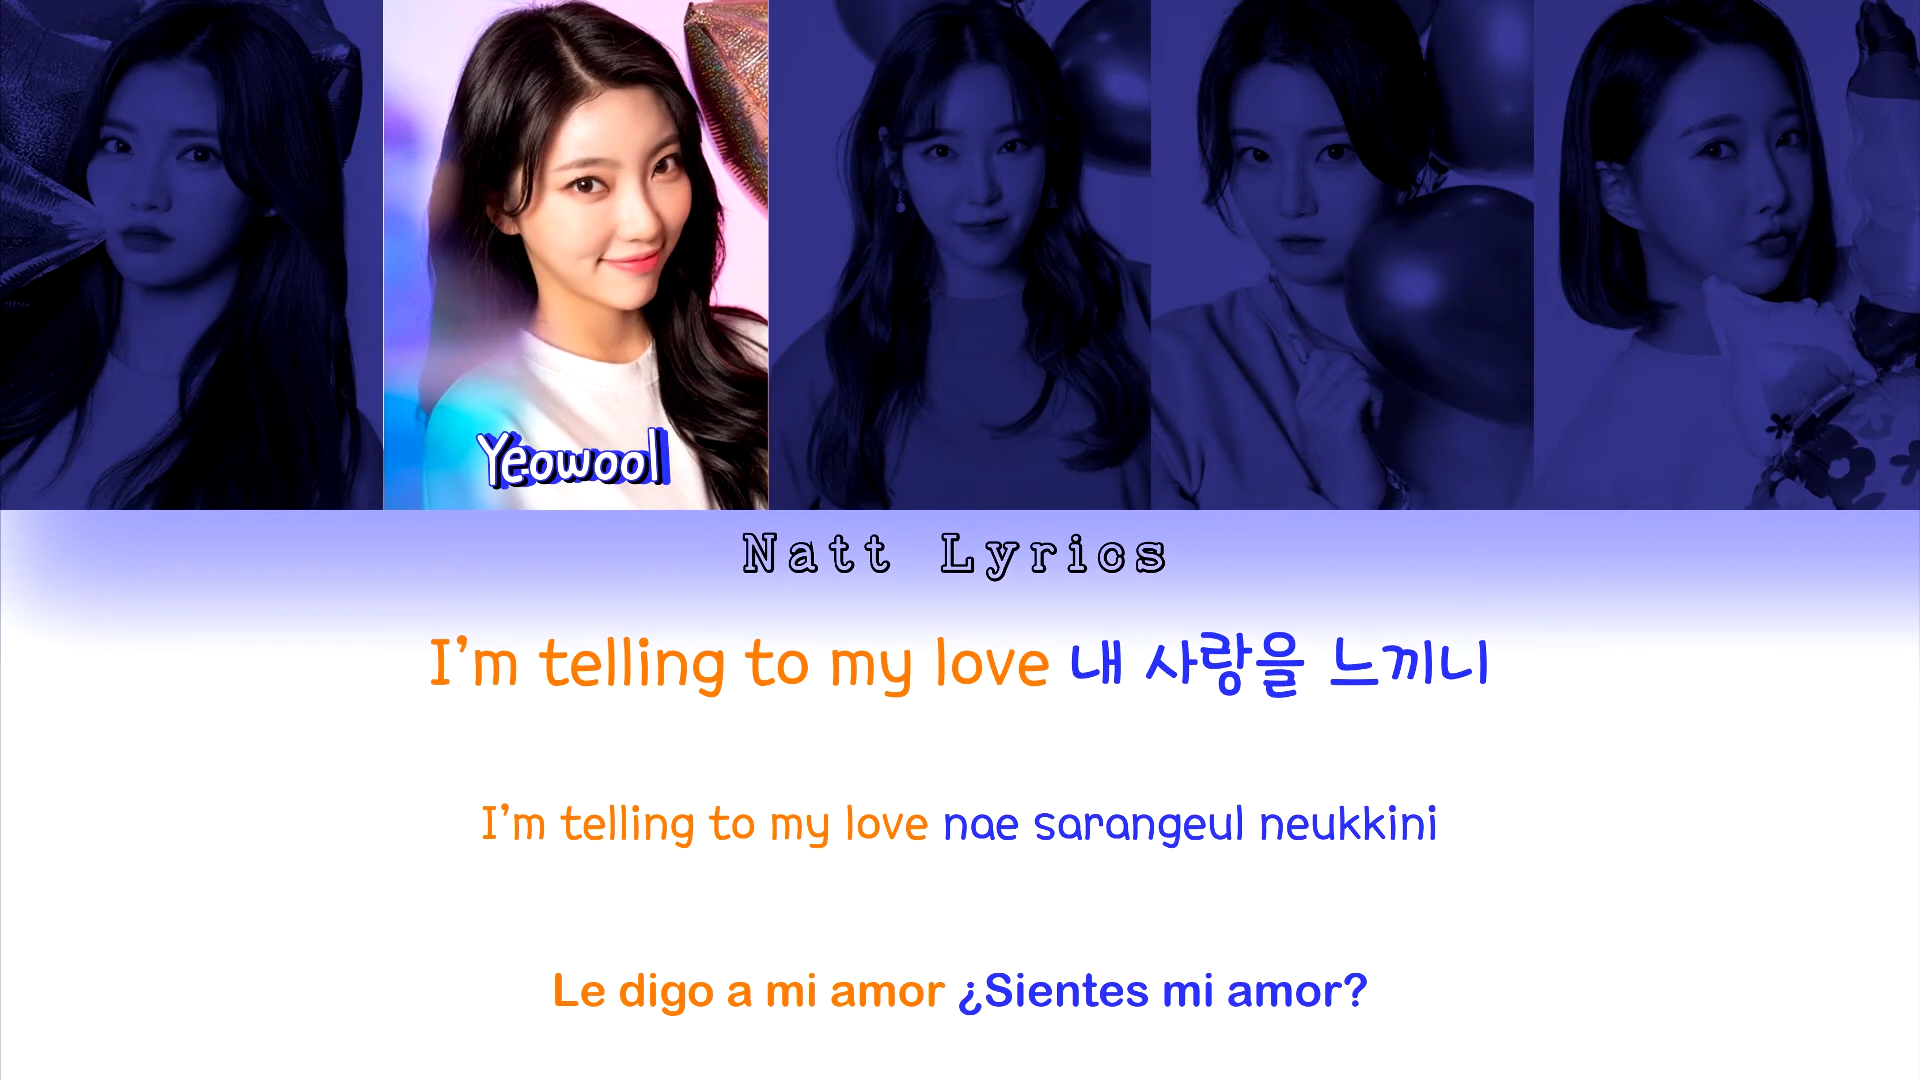 Yeowool
Natt Lyrics
I'm telling to my love 내 사랑을 느끼니
I'm telling to my love nae sarangeul neukkini
Le digo a mi amor ¿Sientes mi amor?